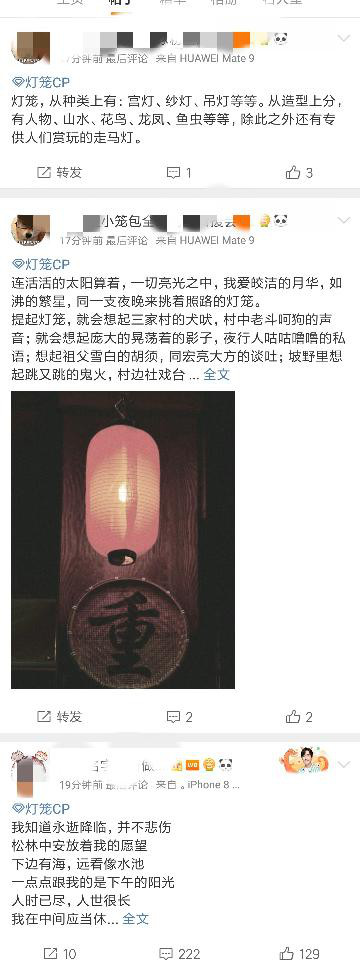 17分钟前 最后评论 来自 HUAWEI Mate 9
灯笼CP
灯笼，从种类上有：宫灯、纱灯、吊灯等等。从造型上分，
有人物、山水、花鸟、龙凤、鱼虫等等，除此之外还有专
供人们赏玩的走马灯。
转发 1 3
小笼包全
17分钟前 最后评论 来自 HUAWEI Mate 9
灯笼CP
连活活的太阳算着，一切亮光之中，我爱皎洁的月华，如
沸的繁星，同一支夜晚来挑着照路的灯笼。
提起灯笼，就会想起三家村的犬吠，村中老斗呵狗的声
音；就会想起庞大的晃荡着的影子，夜行人咕咕噜噜的私
语；想起祖父雪白的胡须，同宏亮大方的谈吐；坡野里想
起跳又跳的鬼火，村边社戏台 ... 全文
重
转发 2 2
19分钟前 最后评论 来自 iPhone 8 ...
灯笼CP
我知道永逝降临，并不悲伤
松林中安放着我的愿望
下边有海，远看像水池
一点点跟我的是下午的阳光
人时已尽，人世很长
我在中间应当休... 全文
10 222 129